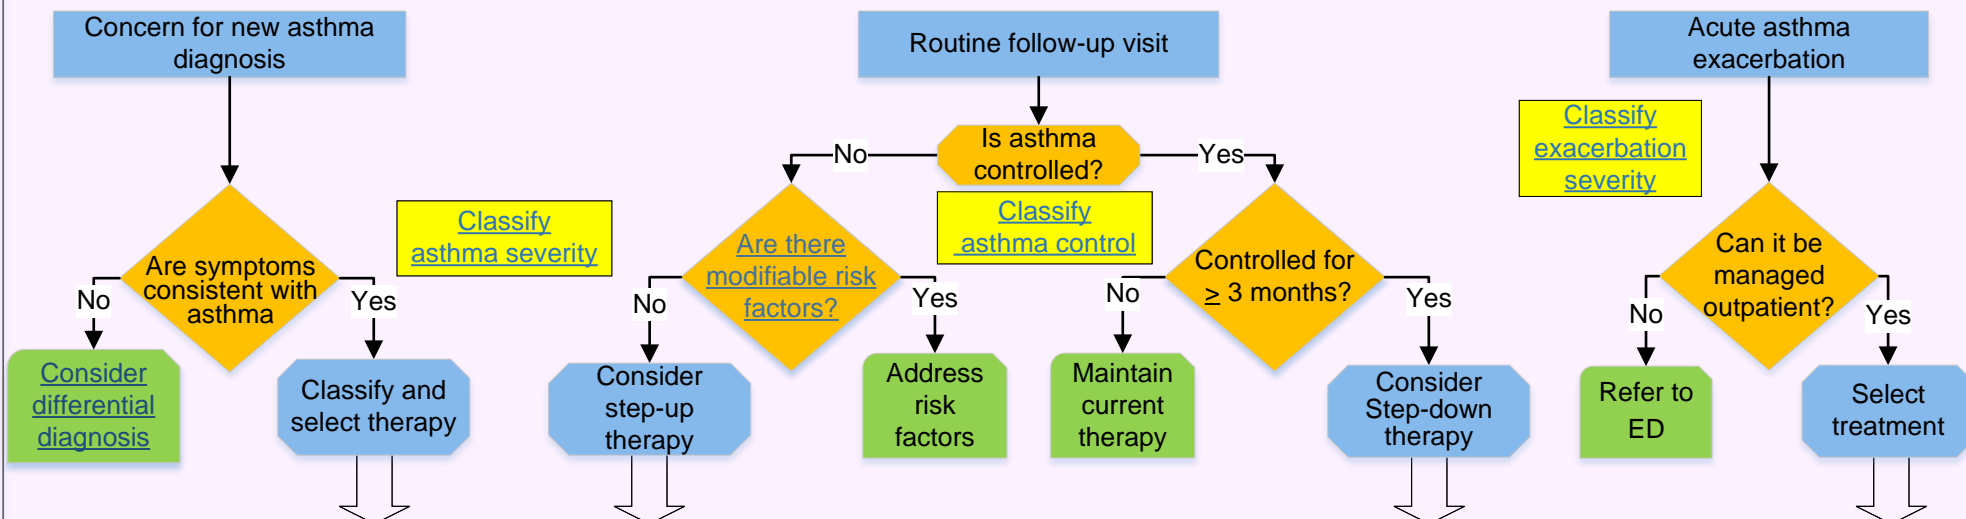 Concern for new asthma
diagnosis
Routine follow-up visit
Acute asthma
exacerbation
Is asthma
controlled?
No
Yes
Classify
exacerbation
severity
Classify
asthma severity
Classify
asthma control
Are symptoms
consistent with
asthma
No
Yes
Are there
modifiable risk
factors?
No
Yes
Controlled for
≥ 3 months?
No
Yes
Can it be
managed
outpatient?
No
Yes
Consider
differential
diagnosis
Classify and
select therapy
Consider
step-up
therapy
Address
risk
factors
Maintain
current
therapy
Consider
Step-down
therapy
Refer to
ED
Select
treatment